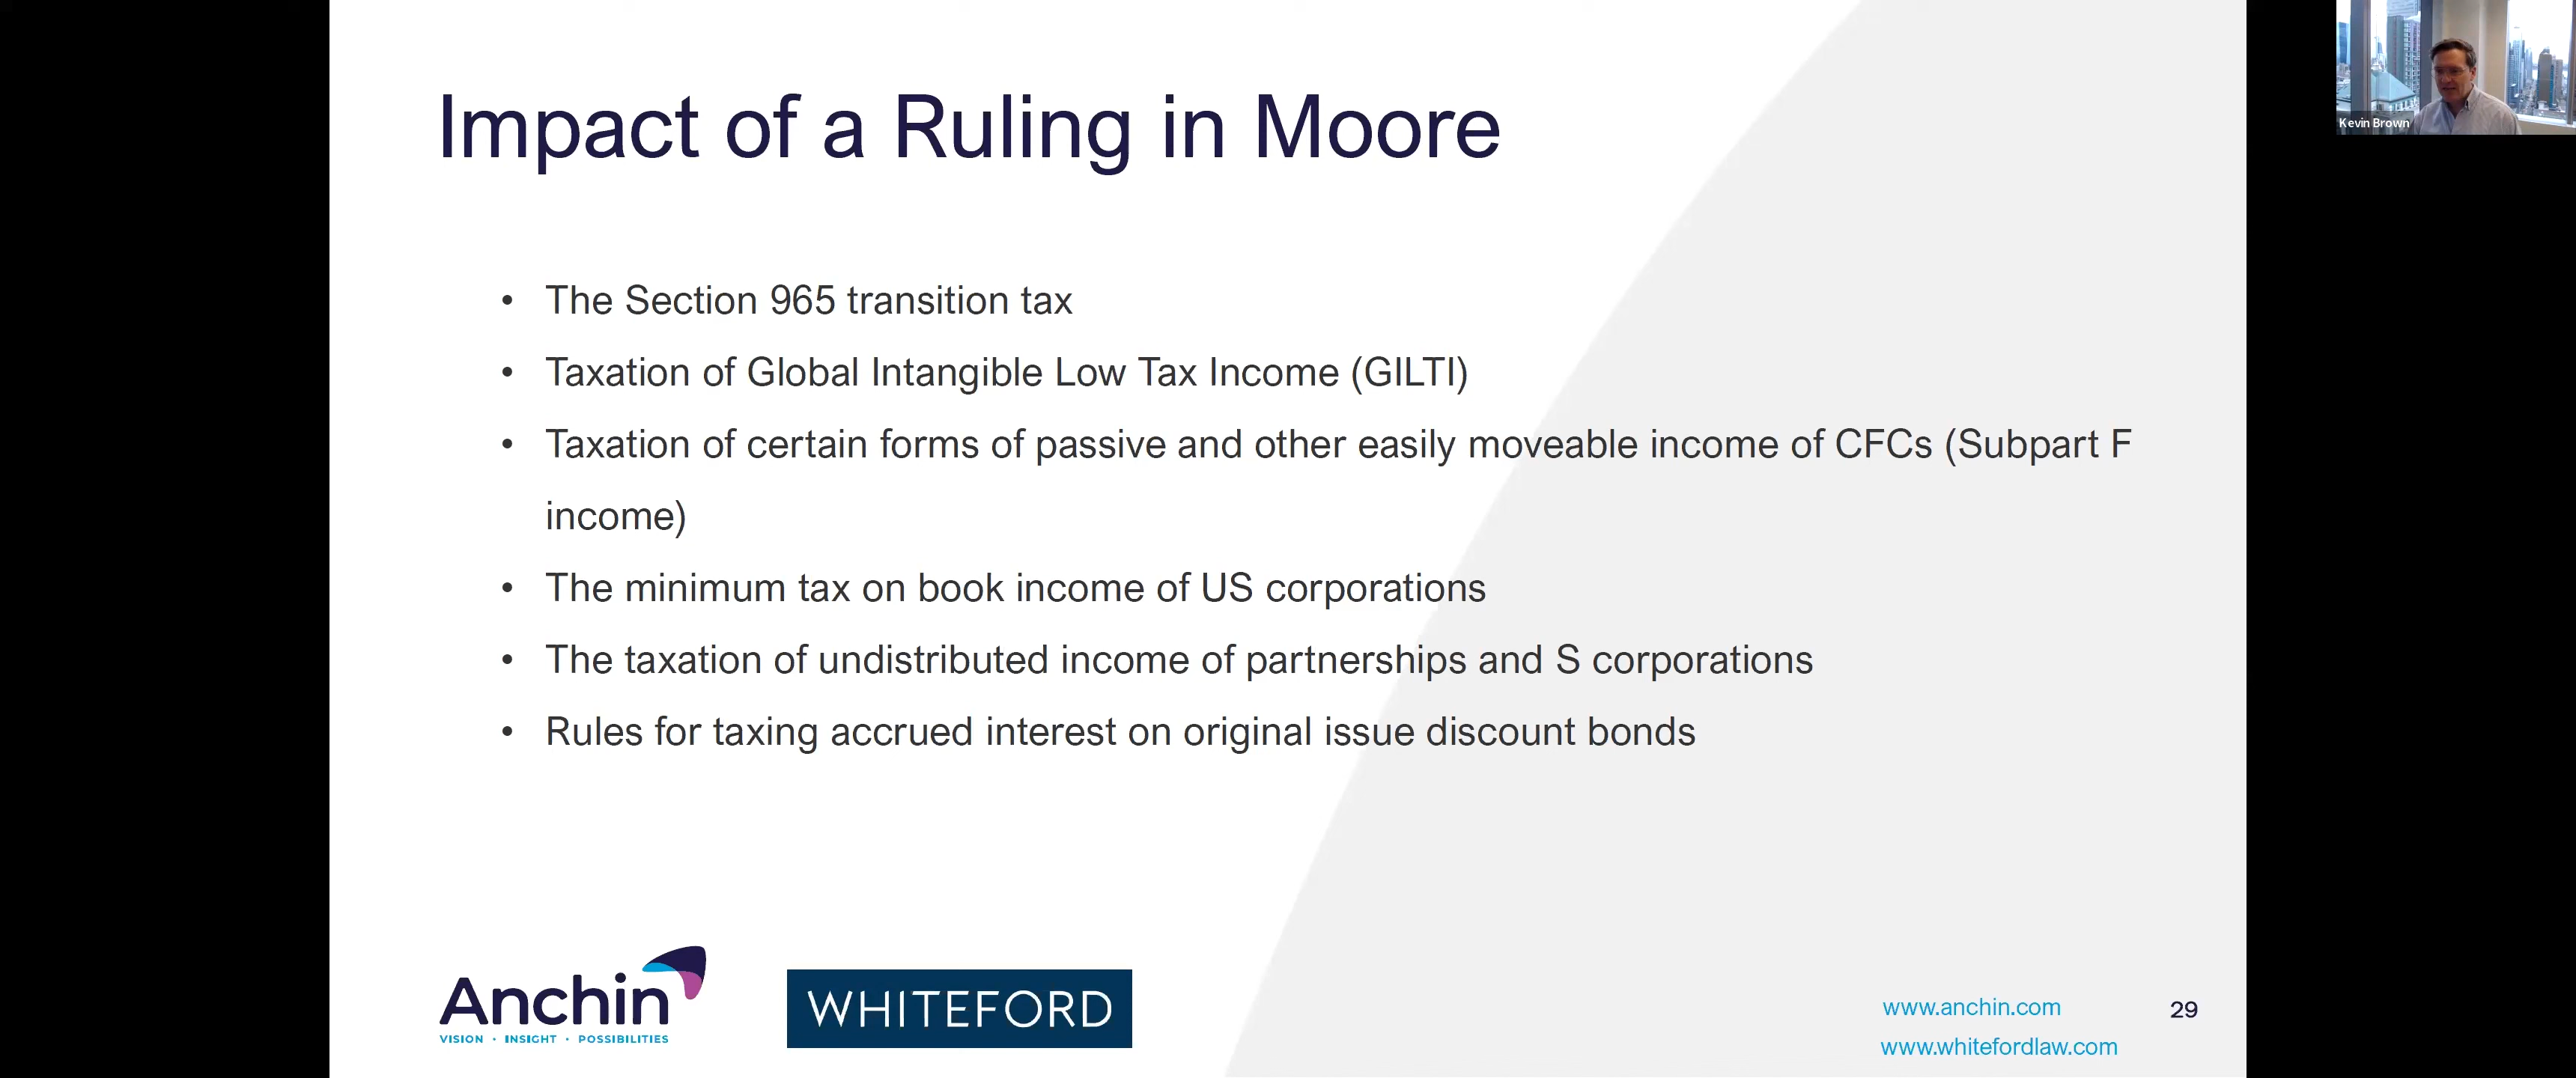 Impact of a Ruling in Moore
Kevin Brown
• The Section 965 transition tax
• Taxation of Global Intangible Low Tax Income (GILTI)
• Taxation of certain forms of passive and other easily moveable income of CFCs (Subpart F
income)
• The minimum tax on book income of US corporations
• The taxation of undistributed income of partnerships and S corporations
• Rules for taxing accrued interest on original issue discount bonds
Anchin
VISION · INSIGHT · POSSIBILITIES
WHITEFORD
www.anchin.com
29
www.whitefordlaw.com